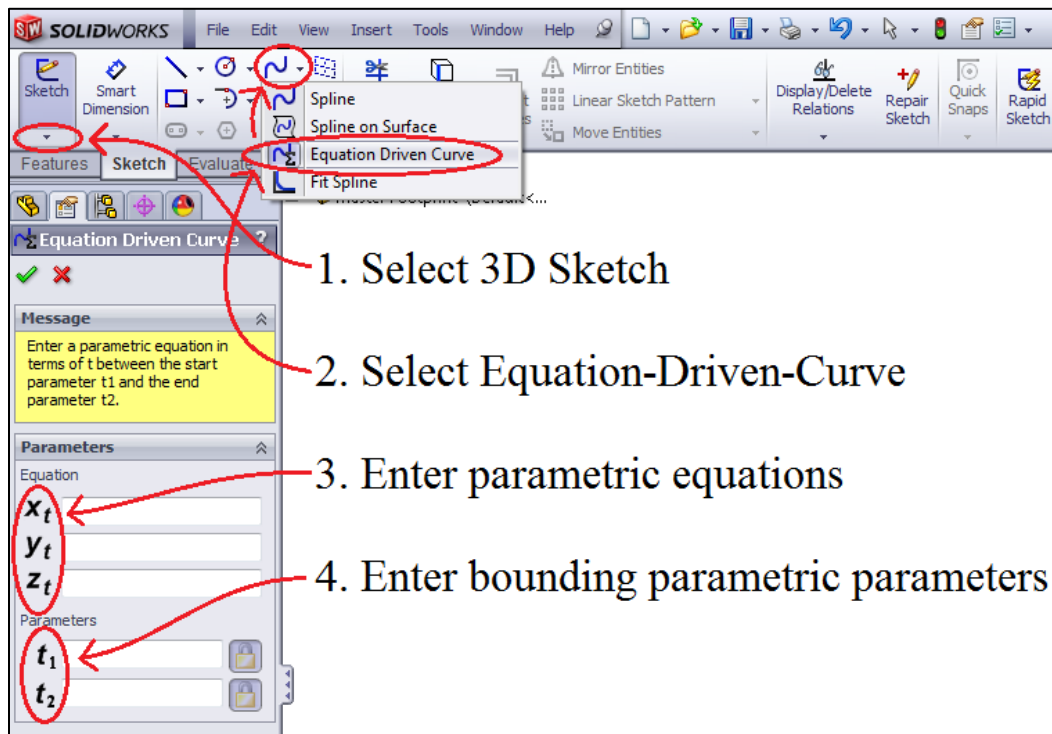 SOLIDWORKS File Edit View Insert Tools Window Help
Sketch
Smart
Dimension
Mirror Entities
Linear Sketch Pattern
Move Entities
Display/Delete
Relations
Repair
Sketch
Quick
Snaps
Rapid
Sketch
Spline
Spline on Surface
Equation Driven Curve
Fit Spline
Features Sketch Evaluate
Equation Driven Curve ?
Message
Enter a parametric equation in
terms of t between the start
parameter t1 and the end
parameter t2.
Parameters
Equation
xt
yt
zt
Parameters
t1
t2
1. Select 3D Sketch
2. Select Equation-Driven-Curve
3. Enter parametric equations
4. Enter bounding parametric parameters